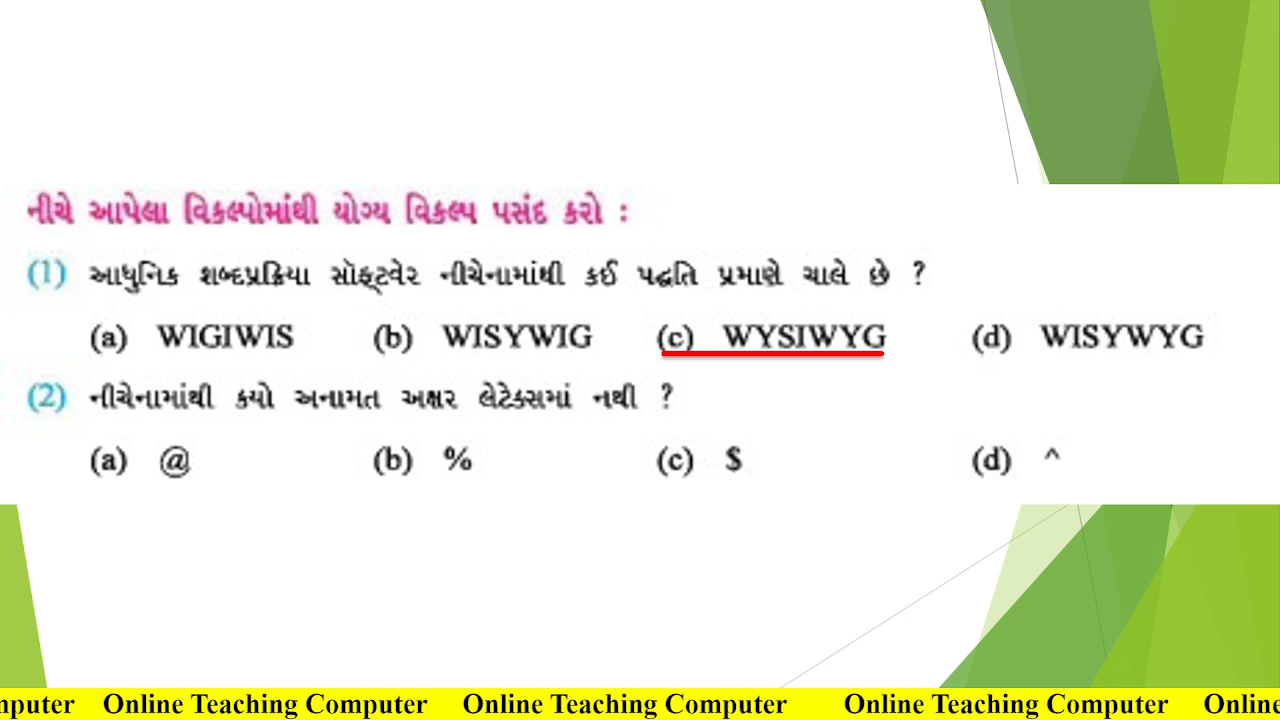 નીચે આપેલા વિકલ્પોમાંથી યોગ્ય વિકલ્પ પસંદ કરો :
(1) આધુનિક શબ્દપ્રક્રિયા સૉફ્ટવેર નીચેનામાંથી કઈ પદ્ધતિ પ્રમાણે ચાલે છે ?
(a) WIGIWIS (b) WISYWIG (c) WYSIWYG (d) WISYWYG
(2) નીચેનામાંથી કયો અનામત અક્ષર લેટેક્સમાં નથી ?
(a) @ (b) % (c) $ (d) ^
mputer Online Teaching Computer Online Teaching Computer Online Teaching Computer Online